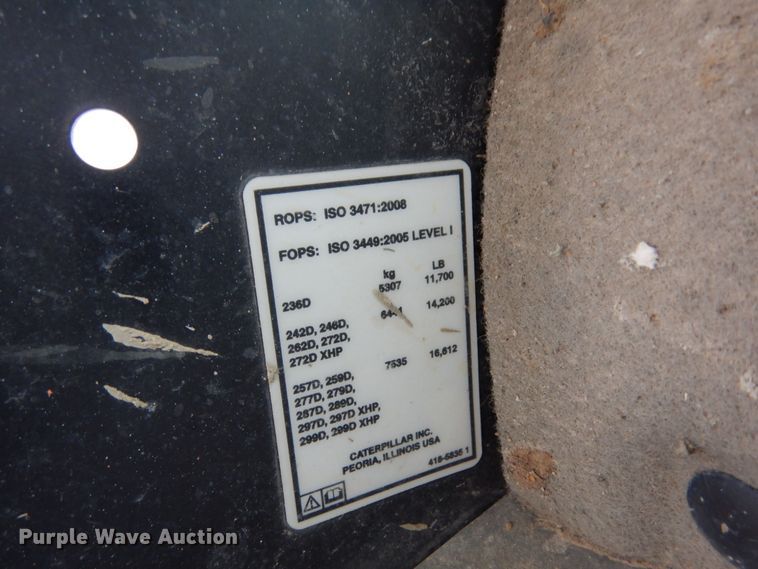 ROPS: ISO 3471:2008
FOPS: ISO 3449:2005 LEVEL I
kg LB
236D 5307 11,700
242D, 246D, 14,200
262D, 272D,
272D XHP
257D, 259D, 7535 16,612
277D, 279D,
287D, 289D,
297D, 297D XHP,
299D, 299D XHP
CATERPILLAR INC.
PEORIA, ILLINOIS USA
Purple Wave Auction